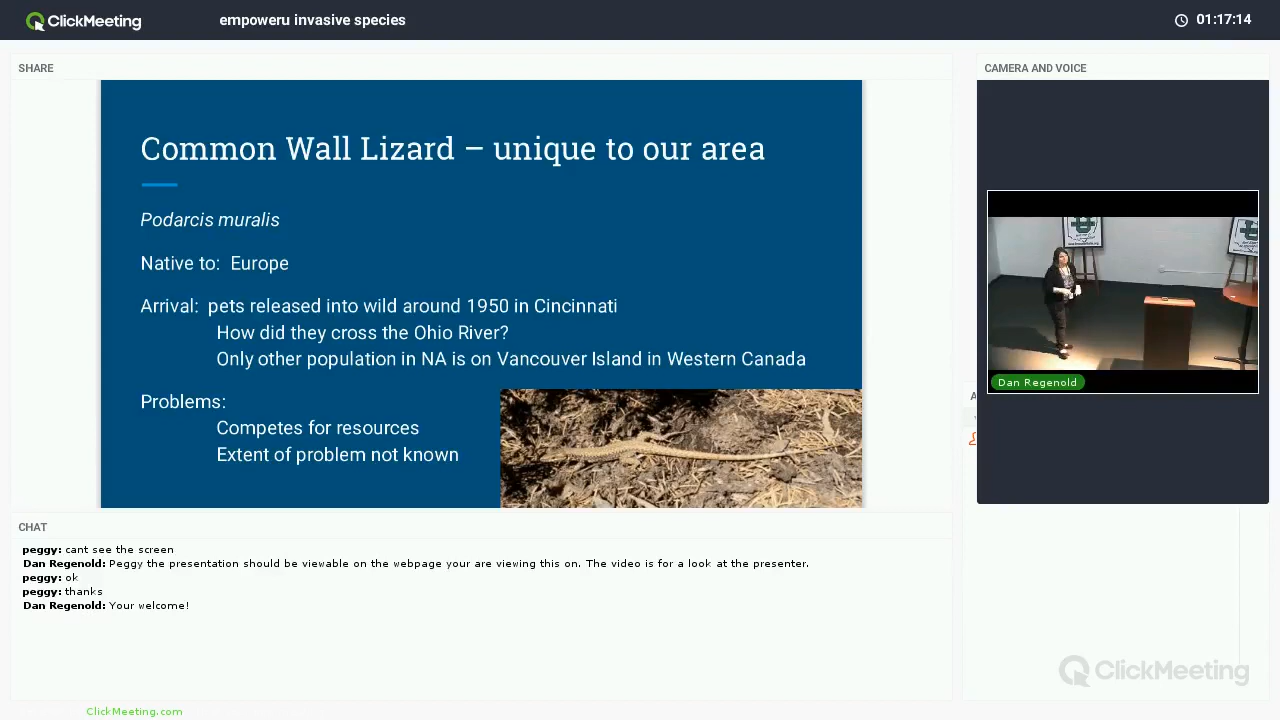 ClickMeeting
empoweru invasive species
01:17:14
SHARE
Common Wall Lizard – unique to our area
Podarcis muralis
Native to: Europe
Arrival: pets released into wild around 1950 in Cincinnati
How did they cross the Ohio River?
Only other population in NA is on Vancouver Island in Western Canada
Problems:
Competes for resources
Extent of problem not known
CAMERA AND VOICE
Dan Regenold
CHAT
peggy: cant see the screen
Dan Regenold: Peggy the presentation should be viewable on the webpage your are viewing this on. The video is for a look at the presenter.
peggy: ok
peggy: thanks
Dan Regenold: Your welcome!
ClickMeeting
ClickMeeting.com